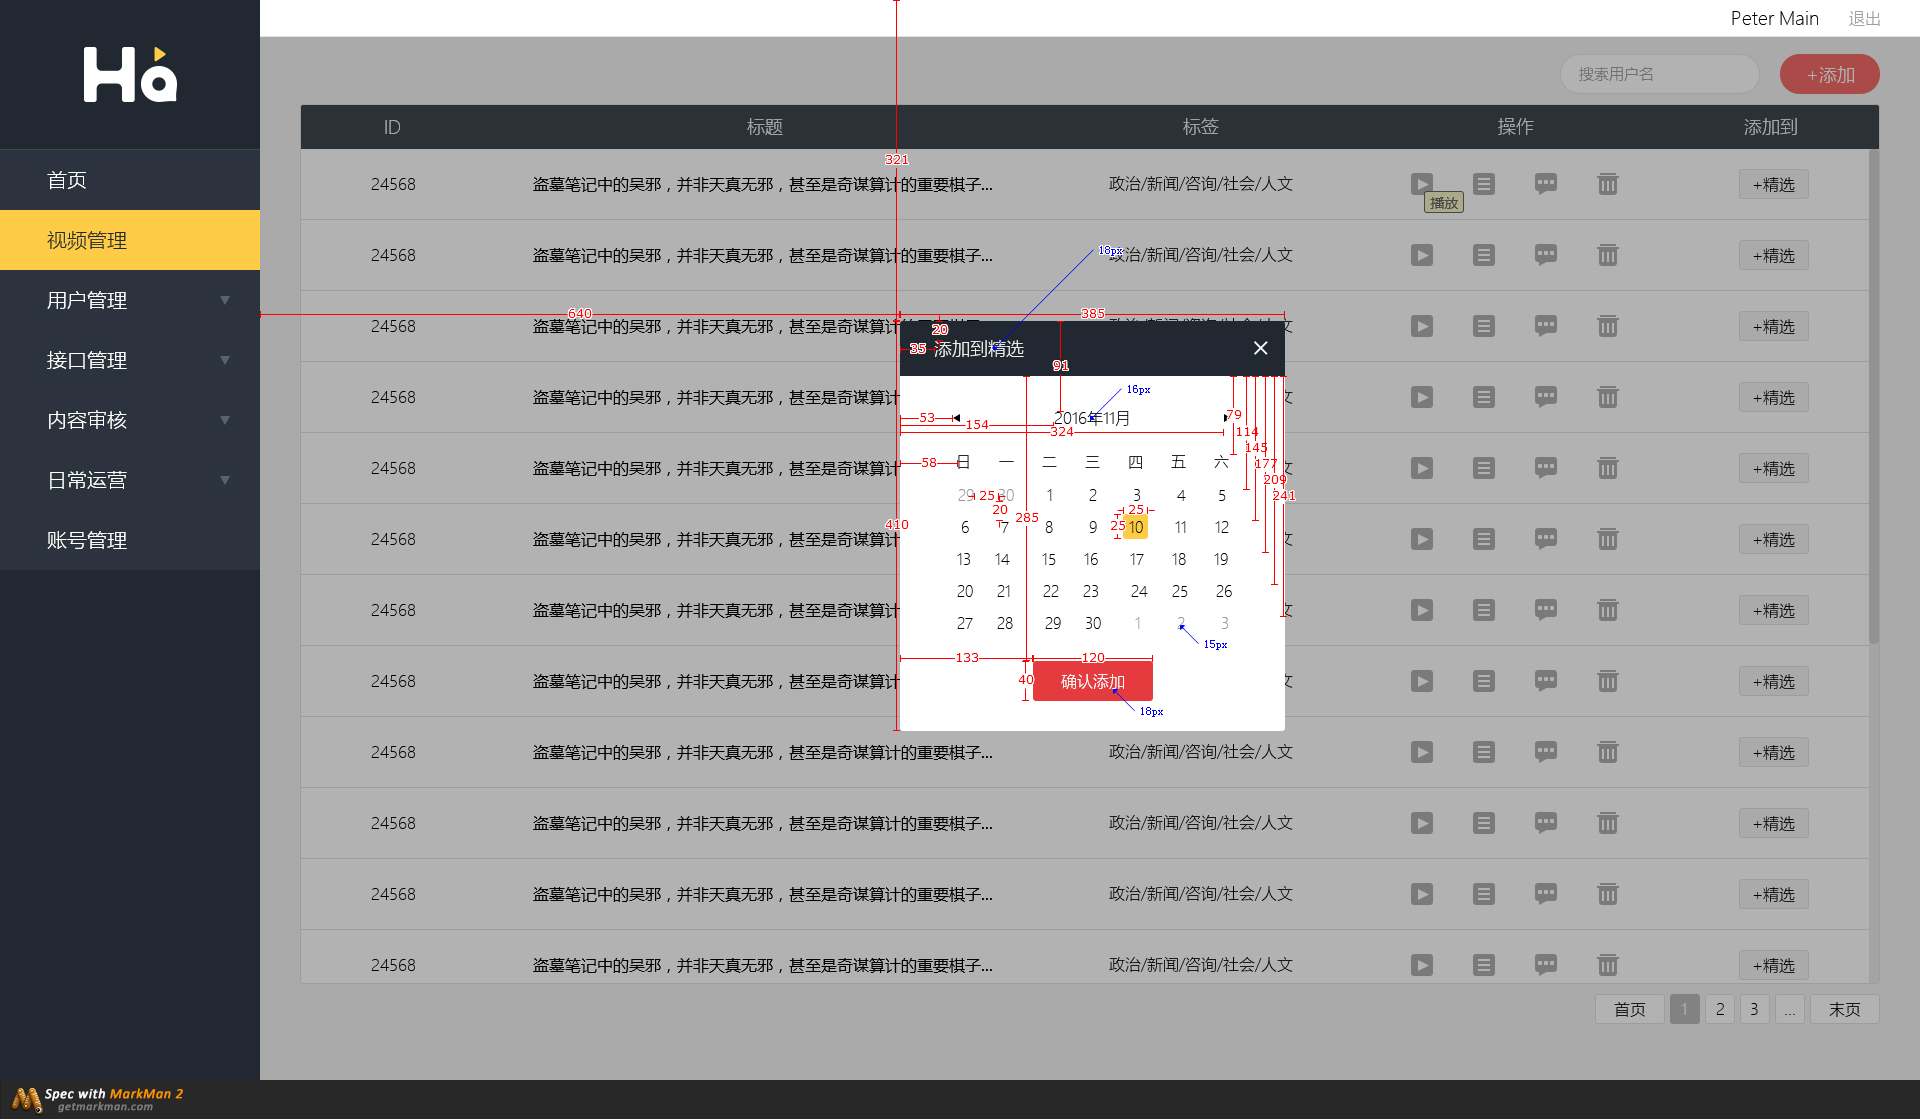 Peter Main 退出
Ha
搜索用户名 +添加
ID 标题 标签 操作 添加到
321
首页
视频管理
用户管理
接口管理
内容审核
日常运营
账号管理
24568 盗墓笔记中的吴邪，并非天真无邪，甚至是奇谋算计的重要棋子... 政治/新闻/咨询/社会/人文 +精选
播放
24568 盗墓笔记中的吴邪，并非天真无邪，甚至是奇谋算计的重要棋子... 政治/新闻/咨询/社会/人文 +精选
18px
640 385
24568 盗墓笔记中的吴邪，并非天真无邪，甚至是奇谋算计的重要棋子... 政治/新闻/咨询/社会/人文 +精选
20
35 添加到精选
91
24568 盗墓笔记中的吴邪，并非天真无邪，甚至是奇谋算计 文 +精选
16px
53 2016年11月 79
154
324 114
145
24568 盗墓笔记中的吴邪，并非天真无邪，甚至是奇谋算计 文 +精选
58 日 一 二 三 四 五 六 177
209
29 25 30 1 2 3 4 5 241
20 285 25
410 6 7 8 9 25 10 11 12
24568 盗墓笔记中的吴邪，并非天真无邪，甚至是奇谋算计 文 +精选
13 14 15 16 17 18 19
20 21 22 23 24 25 26
24568 盗墓笔记中的吴邪，并非天真无邪，甚至是奇谋算计 文 +精选
27 28 29 30 1 2 3
15px
133 120
24568 盗墓笔记中的吴邪，并非天真无邪，甚至是奇谋算计 文 +精选
40 确认添加
18px
24568 盗墓笔记中的吴邪，并非天真无邪，甚至是奇谋算计的重要棋子... 政治/新闻/咨询/社会/人文 +精选
24568 盗墓笔记中的吴邪，并非天真无邪，甚至是奇谋算计的重要棋子... 政治/新闻/咨询/社会/人文 +精选
24568 盗墓笔记中的吴邪，并非天真无邪，甚至是奇谋算计的重要棋子... 政治/新闻/咨询/社会/人文 +精选
24568 盗墓笔记中的吴邪，并非天真无邪，甚至是奇谋算计的重要棋子... 政治/新闻/咨询/社会/人文 +精选
首页 1 2 3 ... 末页
Spec with MarkMan 2
getmarkman.com